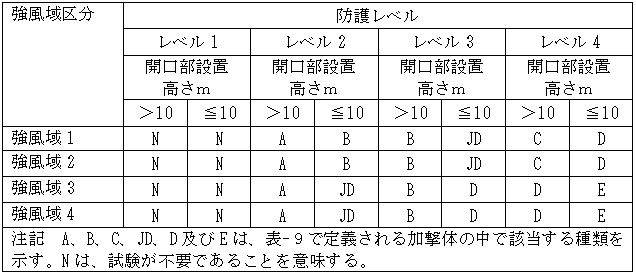 強風域区分 防護レベル
レベル1 レベル2 レベル3 レベル4
開口部設置高さm 開口部設置高さm 開口部設置高さm 開口部設置高さm
>10 ≦10 >10 ≦10 >10 ≦10 >10 ≦10
強風域1 N N A B B JD C D
強風域2 N N A B B JD C D
強風域3 N N A JD B D D E
強風域4 N N A JD B D D E
注記 A、B、C、JD、D及びEは、表-9で定義される加撃体の中で該当する種類を
示す。Nは、試験が不要であることを意味する。